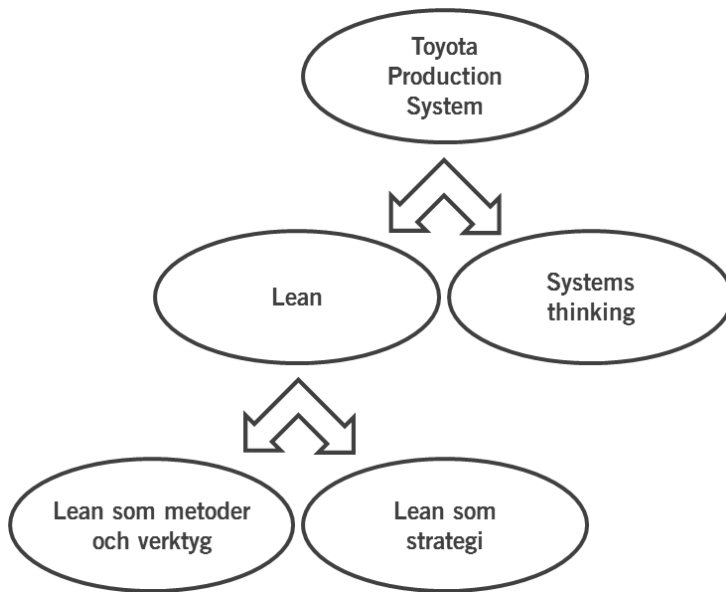 Toyota
Production
System
Lean
Systems
thinking
Lean som metoder
och verktyg
Lean som
strategi